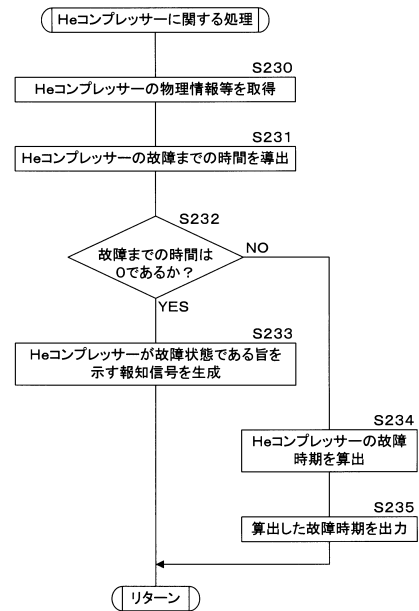 Heコンプレッサーに関する処理
S230
Heコンプレッサーの物理情報等を取得
S231
Heコンプレッサーの故障までの時間を導出
S232
故障までの時間は
0であるか?
NO
YES
S233
Heコンプレッサーが故障状態である旨を
示す報知信号を生成
S234
Heコンプレッサーの故障
時期を算出
S235
算出した故障時期を出力
リターン